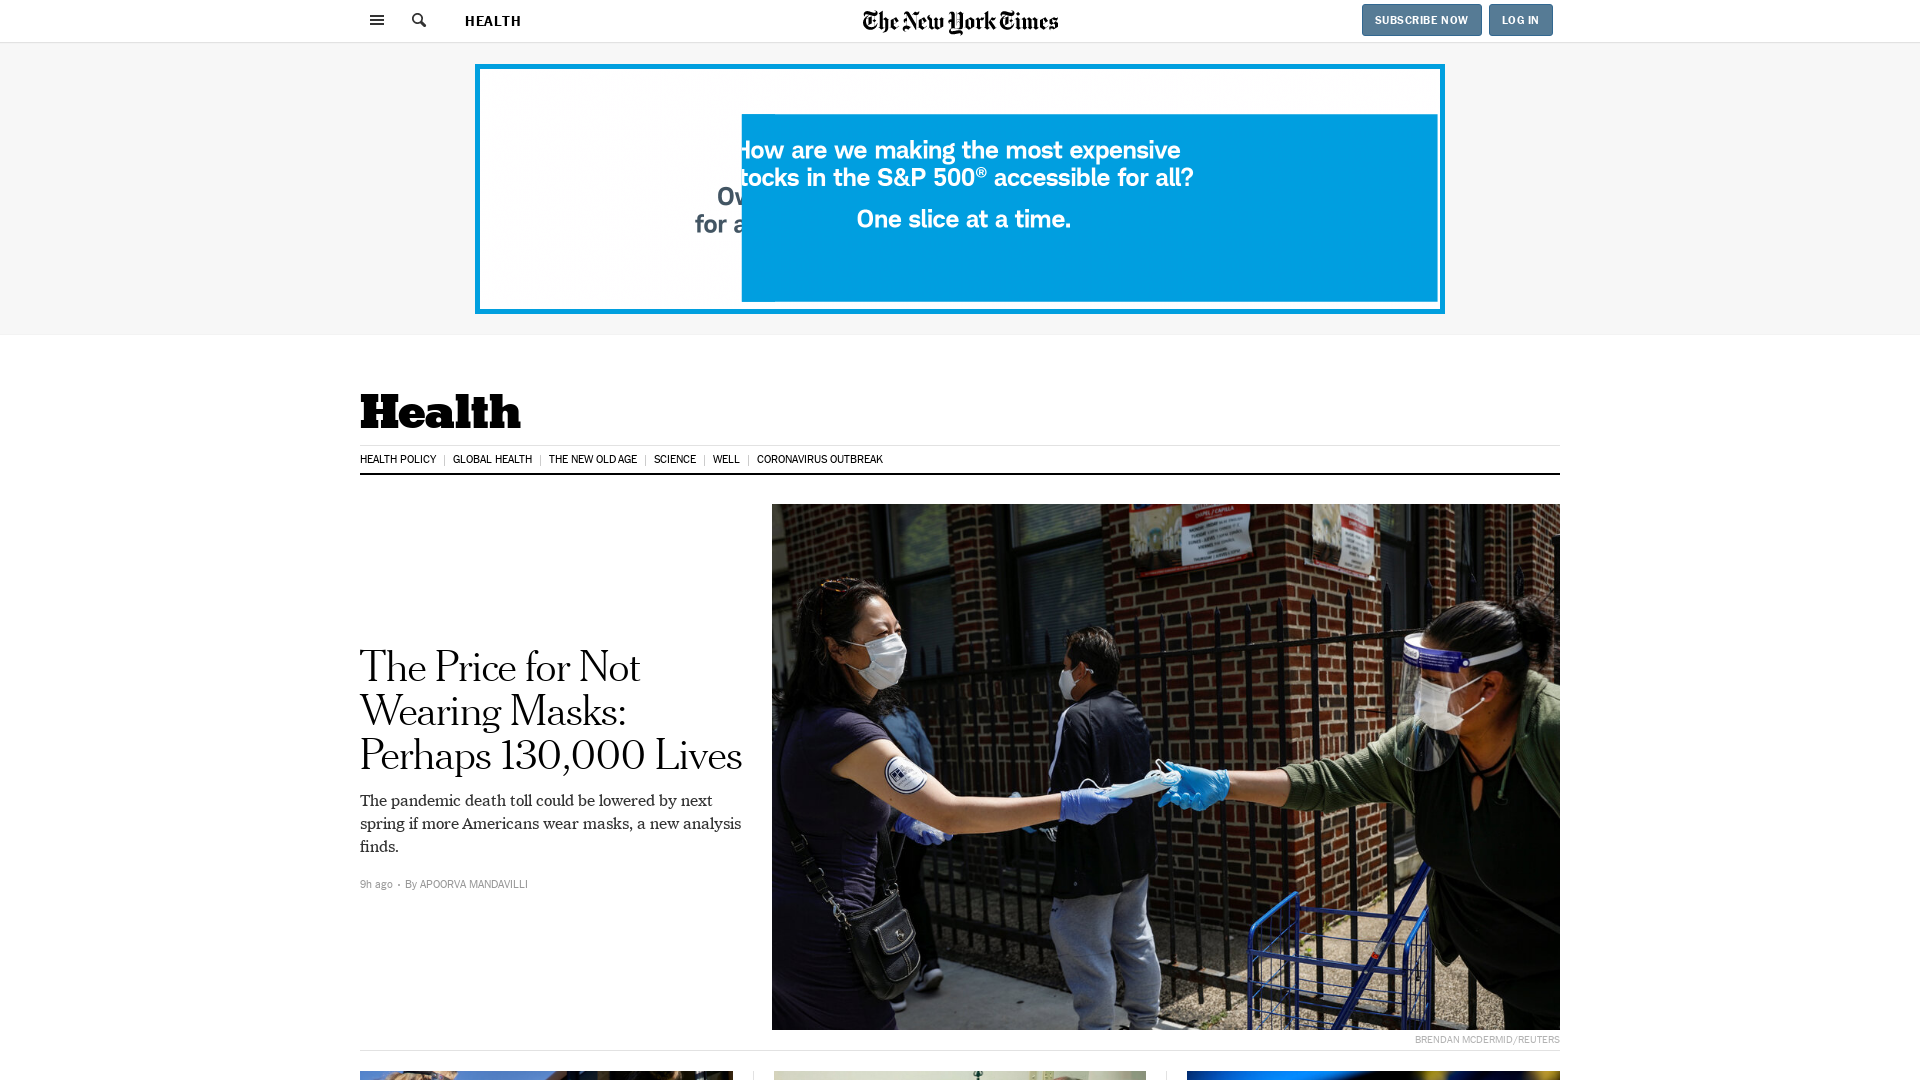 HEALTH
The New York Times
SUBSCRIBE NOW
LOG IN
How are we making the most expensive
tocks in the S&P 500® accessible for all?
for a
One slice at a time.
Health
HEALTH POLICY
GLOBAL HEALTH
THE NEW OLD AGE
SCIENCE
WELL
CORONAVIRUS OUTBREAK
The Price for Not
Wearing Masks:
Perhaps 130,000 Lives
The pandemic death toll could be lowered by next
spring if more Americans wear masks, a new analysis
finds.
9h ago · By APOORVA MANDAVILLI
BRENDAN MCDERMID/REUTERS